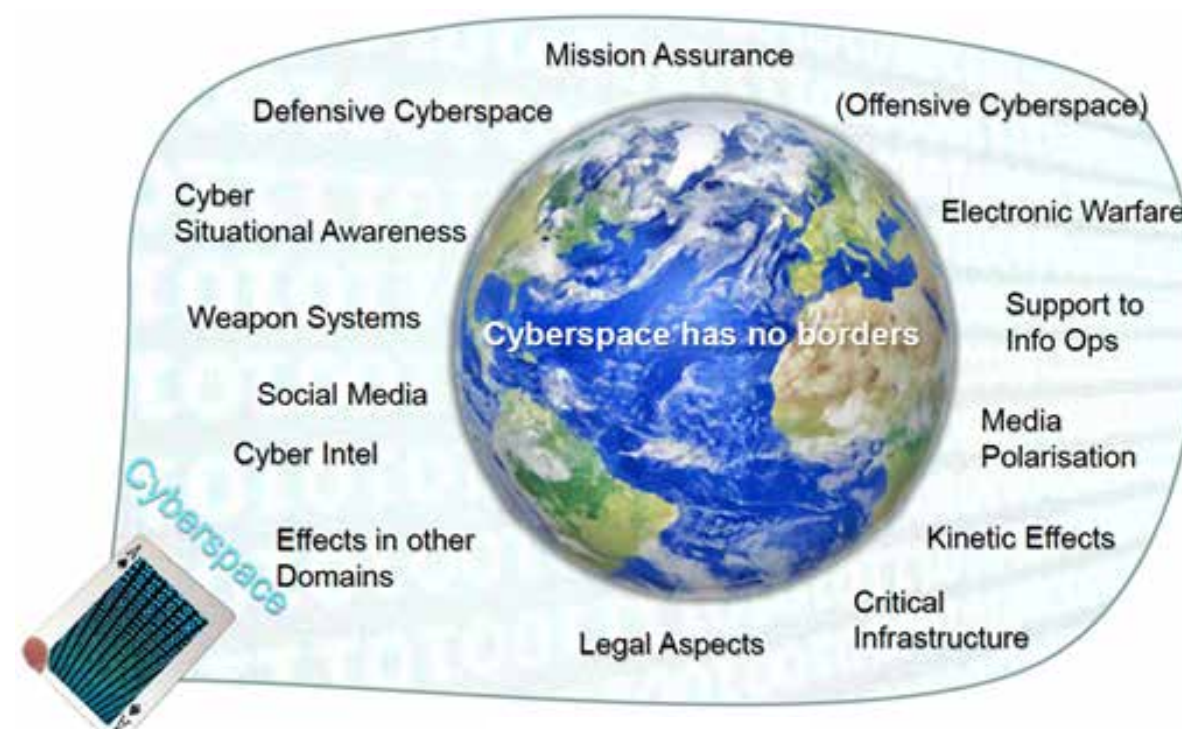 Mission Assurance
Defensive Cyberspace
(Offensive Cyberspace)
Cyber
Situational Awareness
Electronic Warfare
Weapon Systems
Support to
Info Ops
Cyberspace has no borders
Social Media
Media
Polarisation
Cyber Intel
Cyberspace
Effects in other
Domains
Kinetic Effects
Critical
Infrastructure
Legal Aspects
A
A